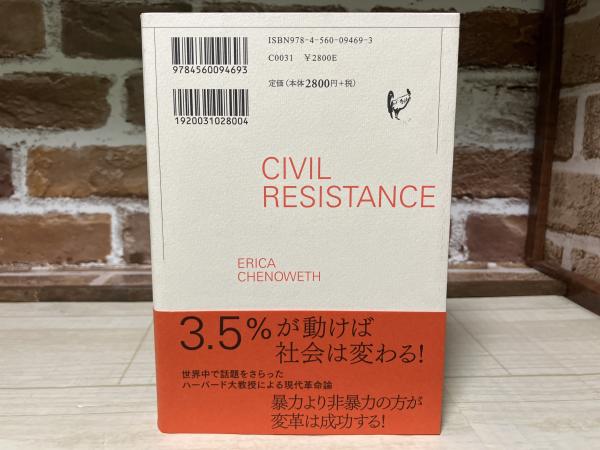 ISBN978-4-560-09469-3
C0031 ¥2800E
定価(本体2800円+税)
9784560094693
1920031028004
CIVIL
RESISTANCE
ERICA
CHENOWETH
3.5%が動けば
社会は変わる!
世界中で話題をさらった
ハーバード大教授による現代革命論
暴力より非暴力の方が
変革は成功する!